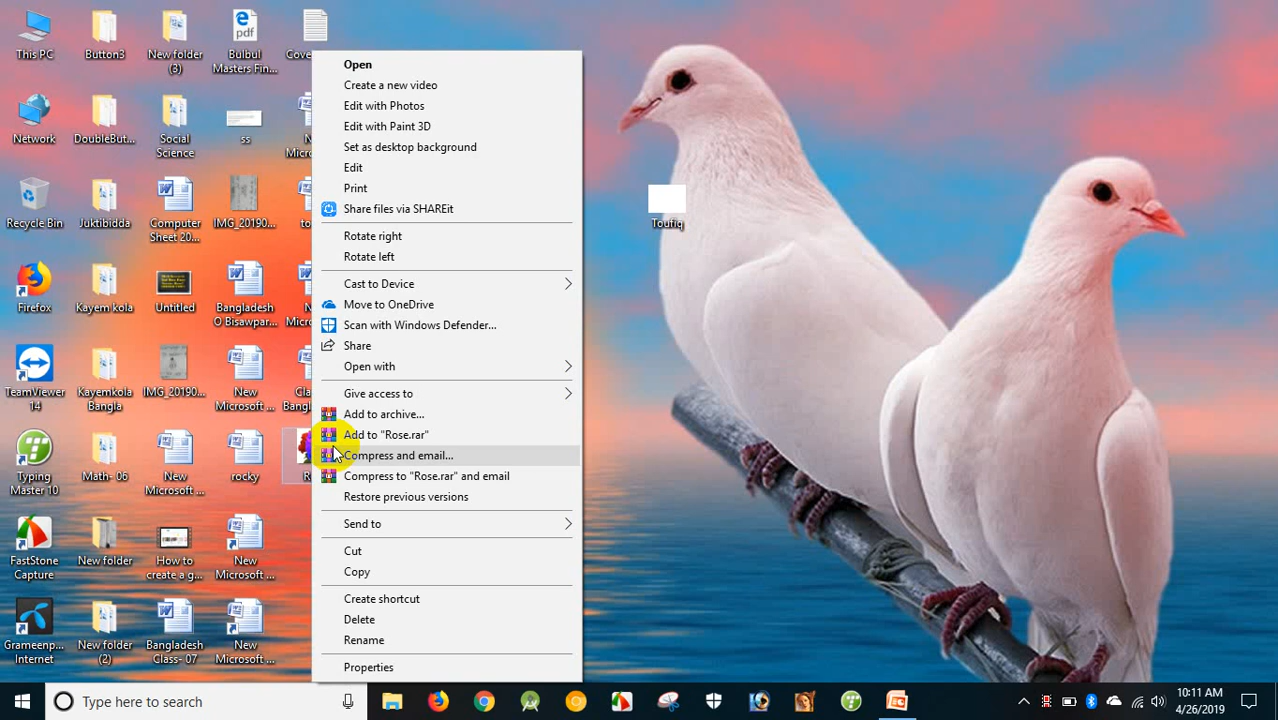 This PC
Button3
New folder
(3)
Bulbul
Masters Fin...
Cove
Network
DoubleBut...
Social
Science
ss
Micro
Recycle Bin
Juktibidda
Computer
Sheet 20...
IMG_20190...
to
Firefox
Kayem kola
Untitled
Bangladesh
O Bisawpar...
Micro
TeamViewer
14
Kayemkola
Bangla
IMG_20190...
New
Microsoft ...
Cla
Bangl
Typing
Master 10
Math- 06
New
Microsoft ...
rocky
R
FastStone
Capture
New folder
How to
create a g...
New
Microsoft ...
Grameenp...
Internet
New folder
(2)
Bangladesh
Class- 07
New
Microsoft ...
Open
Create a new video
Edit with Photos
Edit with Paint 3D
Set as desktop background
Edit
Print
Share files via SHAREit
Rotate right
Rotate left
Cast to Device
Move to OneDrive
Scan with Windows Defender...
Share
Open with
Give access to
Add to archive...
Add to "Rose.rar"
Compress and email...
Compress to "Rose.rar" and email
Restore previous versions
Send to
Cut
Copy
Create shortcut
Delete
Rename
Properties
Toufiq
Type here to search
10:11 AM
4/26/2019